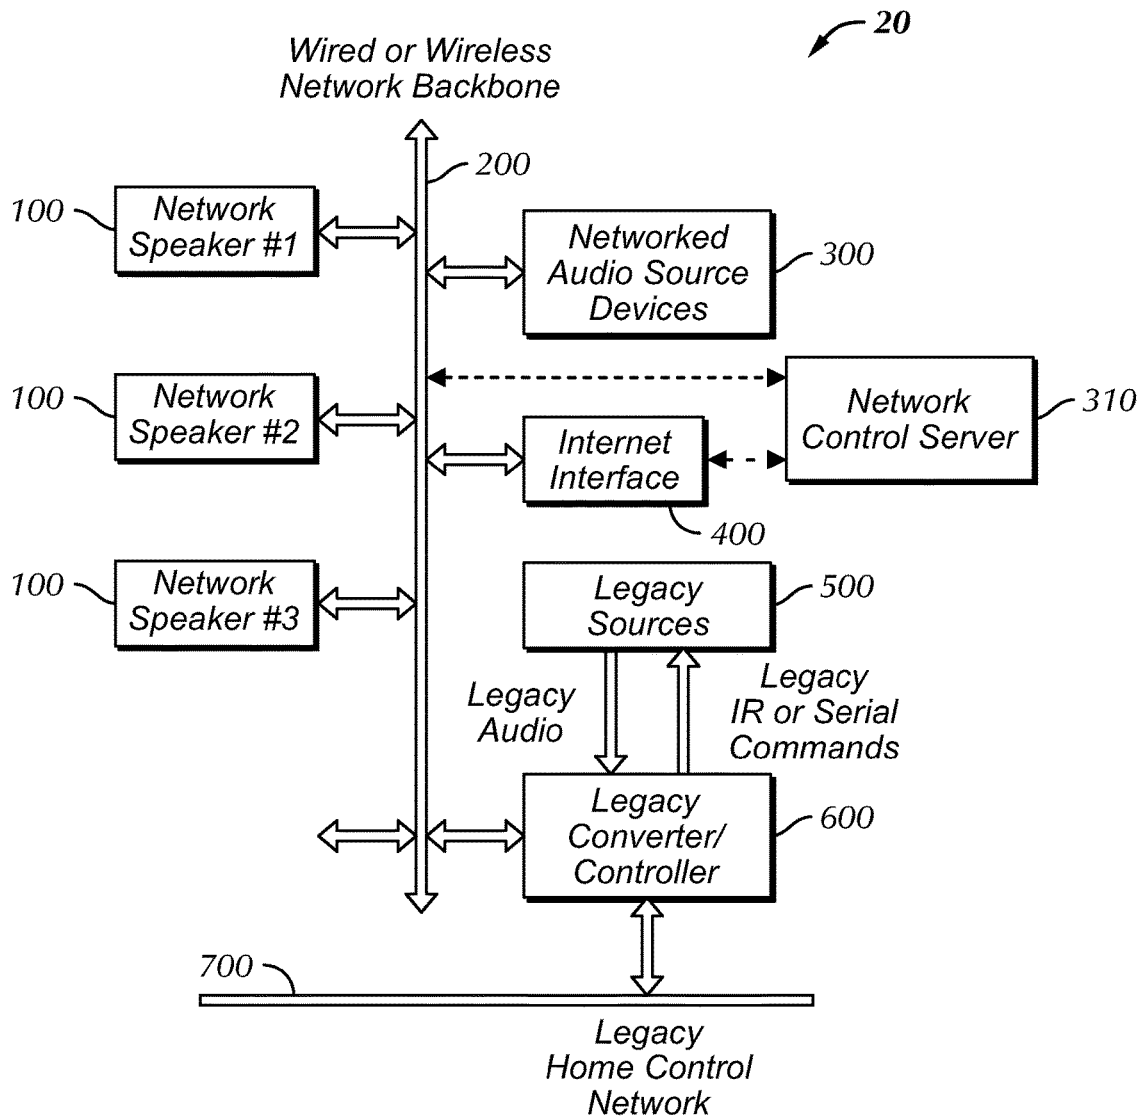 20
Wired or Wireless
Network Backbone
200
100
Network
Speaker #1
Networked
Audio Source
Devices
300
100
Network
Speaker #2
Network
Control Server
310
Internet
Interface
400
100
Network
Speaker #3
Legacy
Sources
500
Legacy
Audio
Legacy
IR or Serial
Commands
Legacy
Converter/
Controller
600
700
Legacy
Home Control
Network